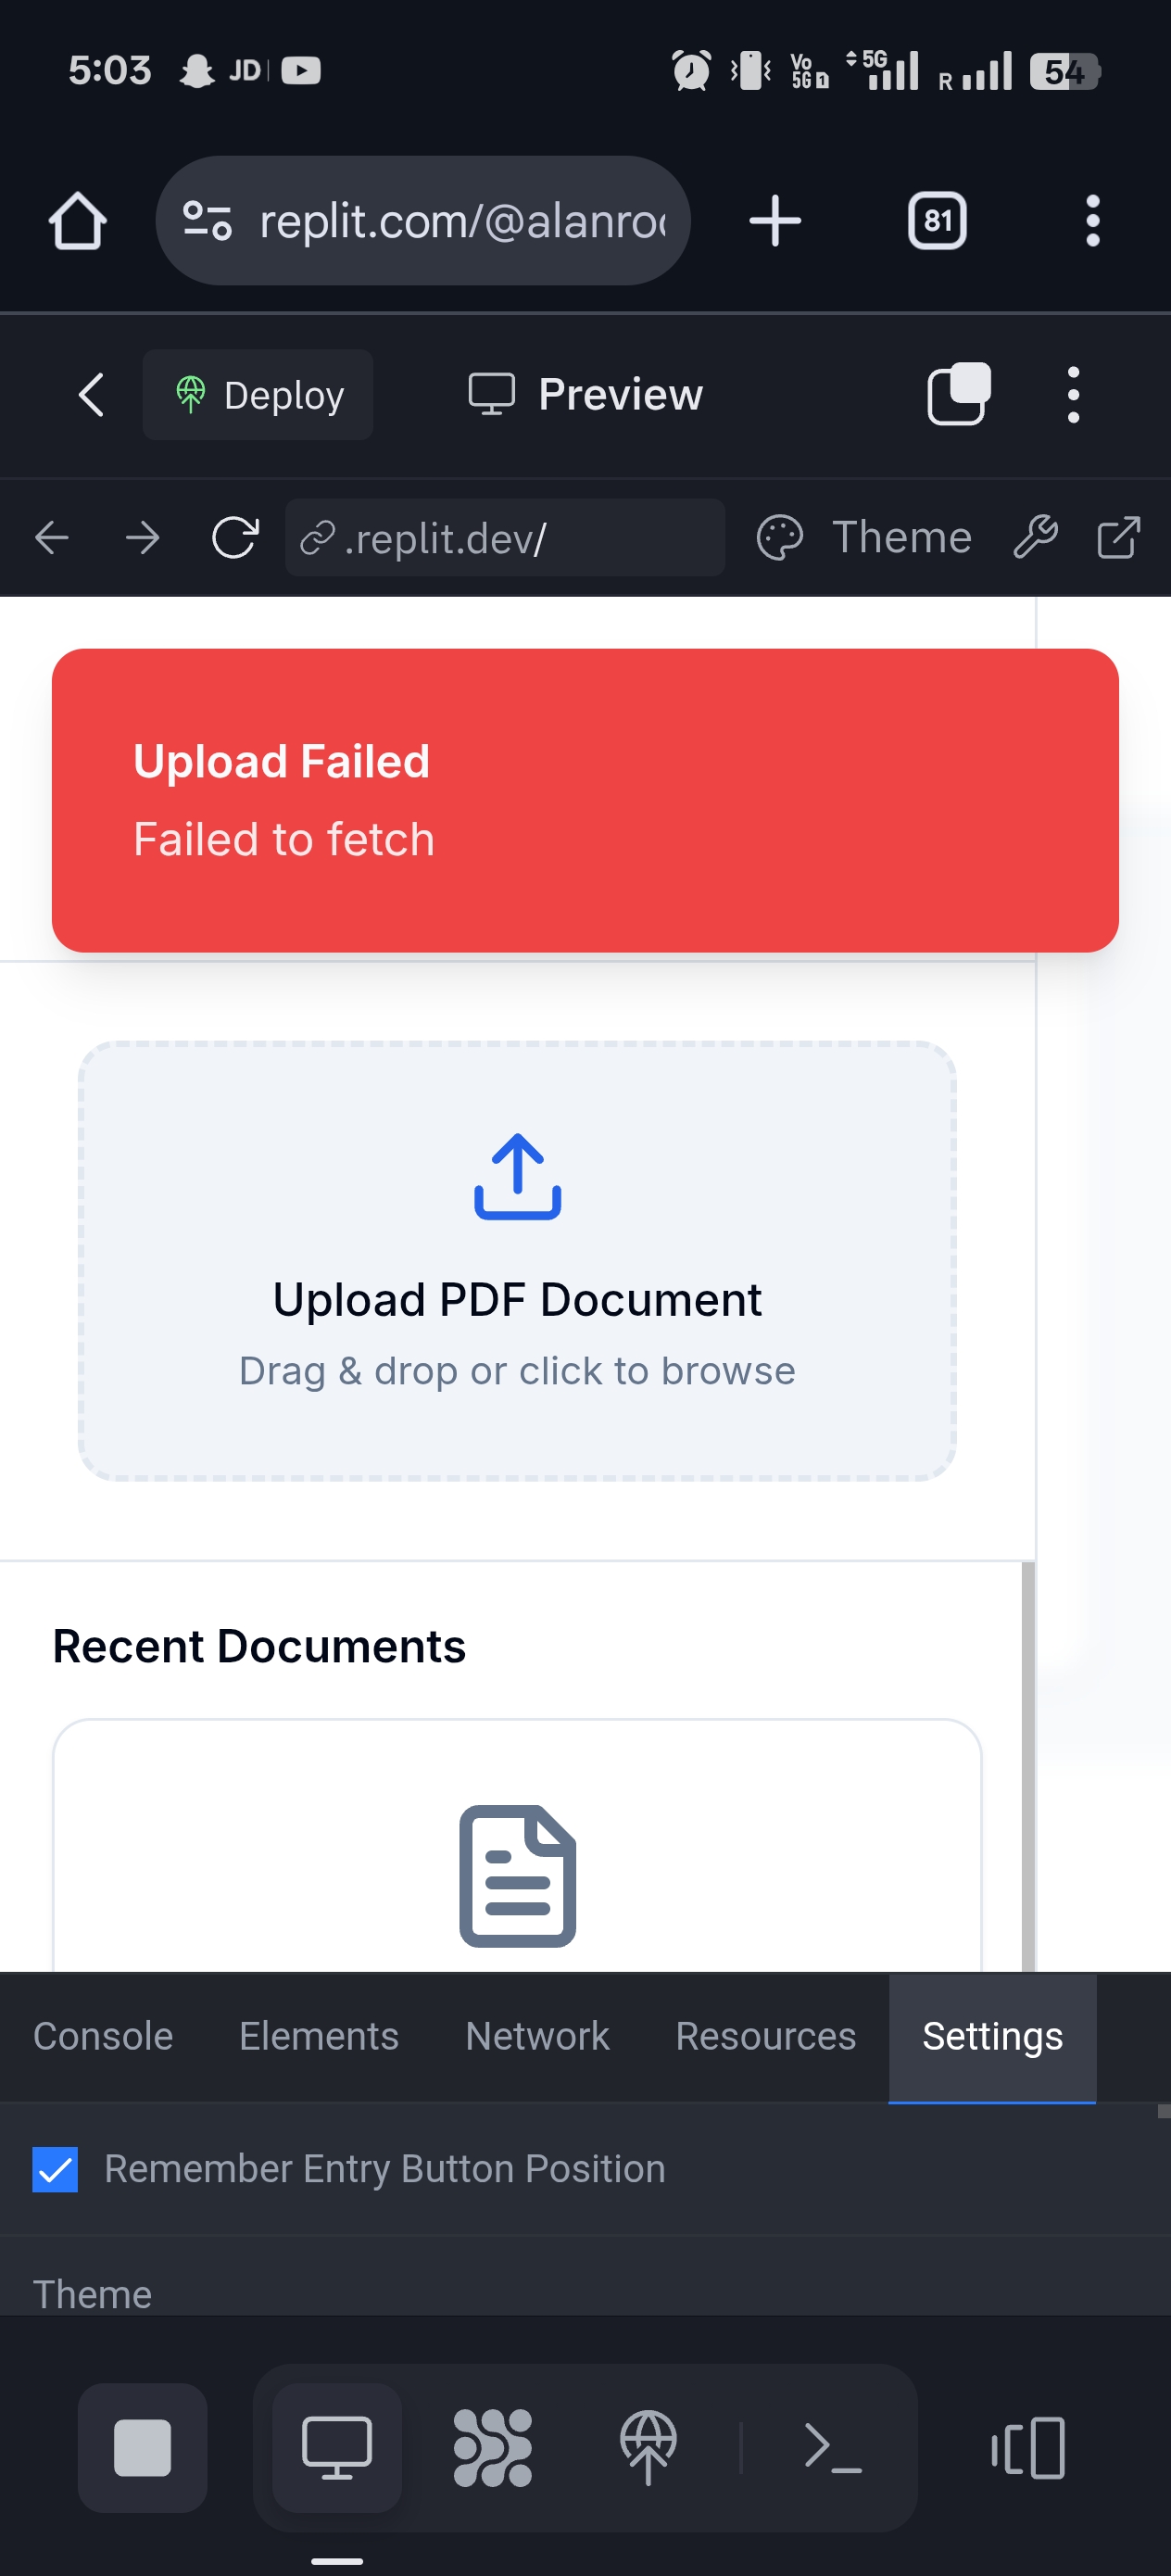 5:03 JD Vo 5G 1 5G R 54
replit.com/@alanro
81
Deploy
Preview
.replit.dev/
Theme
Upload Failed
Failed to fetch
Upload PDF Document
Drag & drop or click to browse
Recent Documents
Console Elements Network Resources Settings
Remember Entry Button Position
Theme